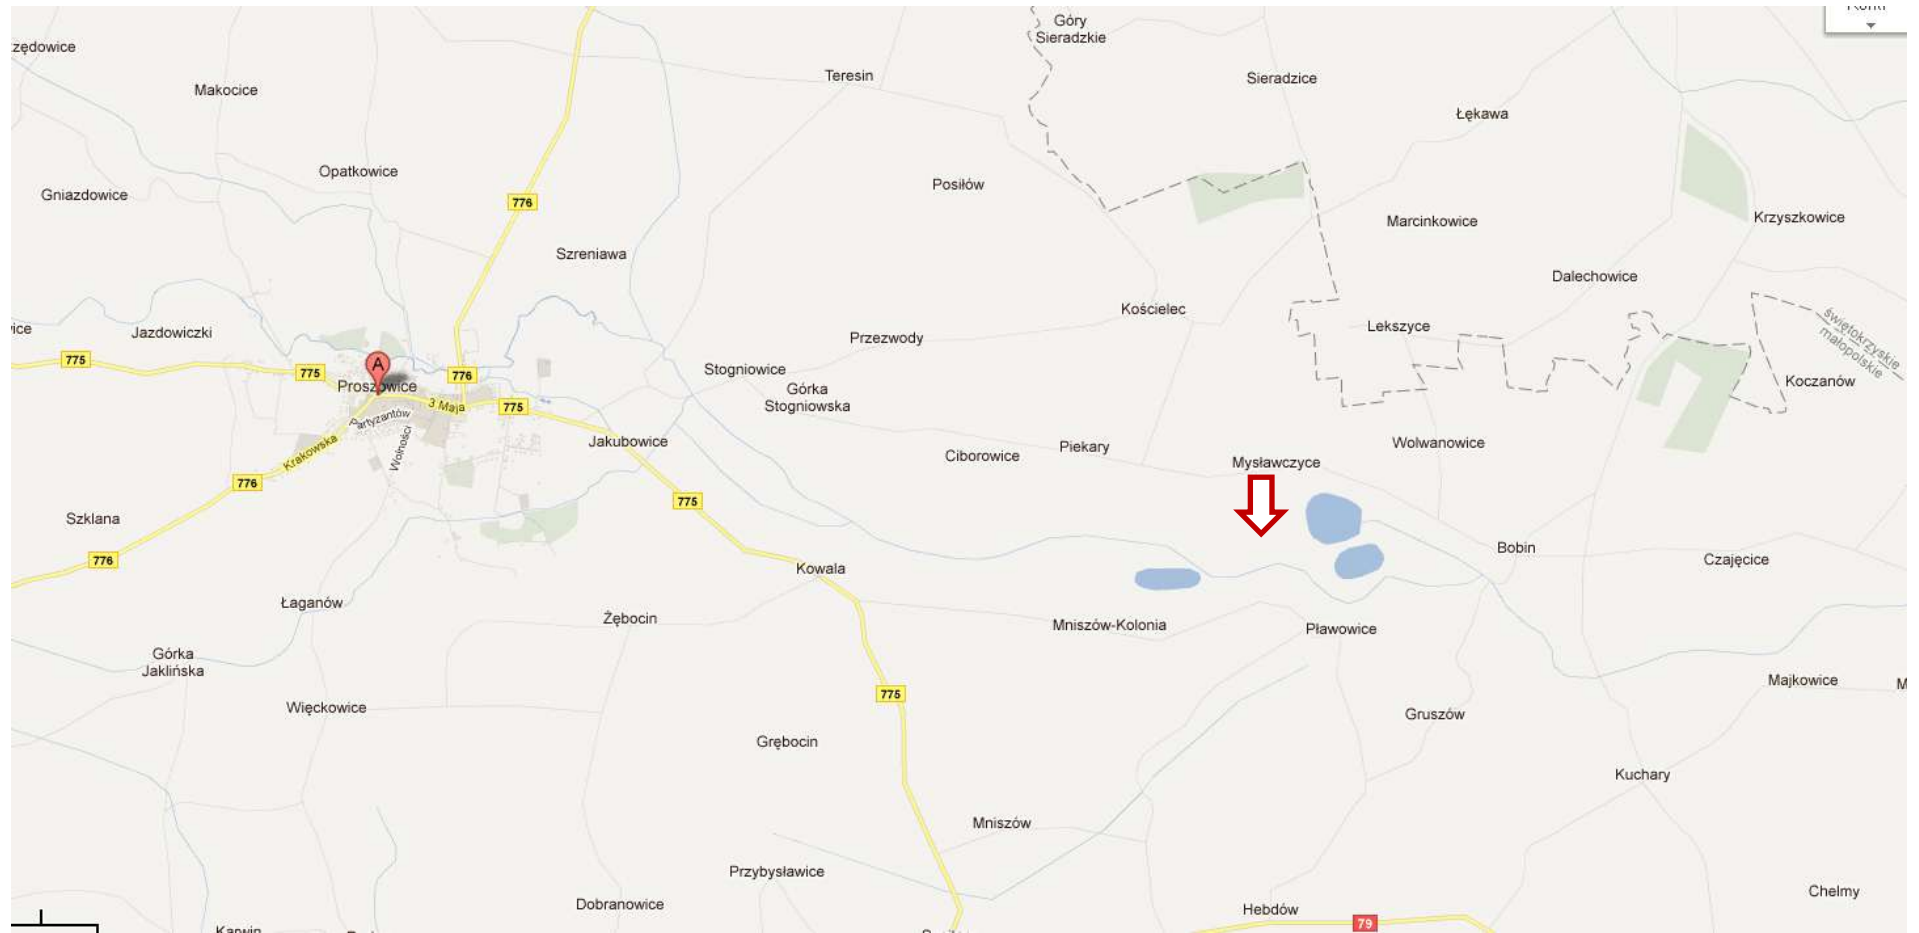 Góry
Sieradzkie
zędowice
Teresin
Sieradzice
Makocice
Łękawa
Opatkowice
Posiłów
Gniazdowice
776
Krzyszkowice
Marcinkowice
Szreniawa
Dalechowice
Kościelec
świętokrzyskie
małopolskie
ice
Jazdowiczki
Lekszyce
Przezwody
775
Stogniowice
775
A
776
Koczanów
Proszowice
Górka
Stogniowska
3 Maja
775
Partyzantów
Jakubowice
Wolności
Krakowska
Wolwanowice
Piekary
Ciborowice
Mysławczyce
776
775
Szklana
Bobin
776
Kowala
Czajęcice
Łaganów
Żębocin
Mniszów-Kolonia
Pławowice
Górka
Jaklińska
Majkowice
M
775
Więckowice
Gruszów
Grębocin
Kuchary
Mniszów
Przybysławice
Chelmy
Dobranowice
Hebdów
79
Karwin